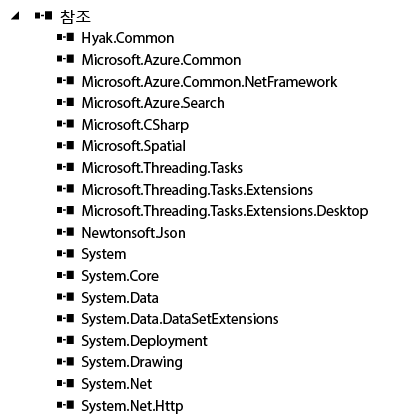 참조
Hyak.Common
Microsoft.Azure.Common
Microsoft.Azure.Common.NetFramework
Microsoft.Azure.Search
Microsoft.CSharp
Microsoft.Spatial
Microsoft.Threading.Tasks
Microsoft.Threading.Tasks.Extensions
Microsoft.Threading.Tasks.Extensions.Desktop
Newtonsoft.Json
System
System.Core
System.Data
System.Data.DataSetExtensions
System.Deployment
System.Drawing
System.Net
System.Net.Http